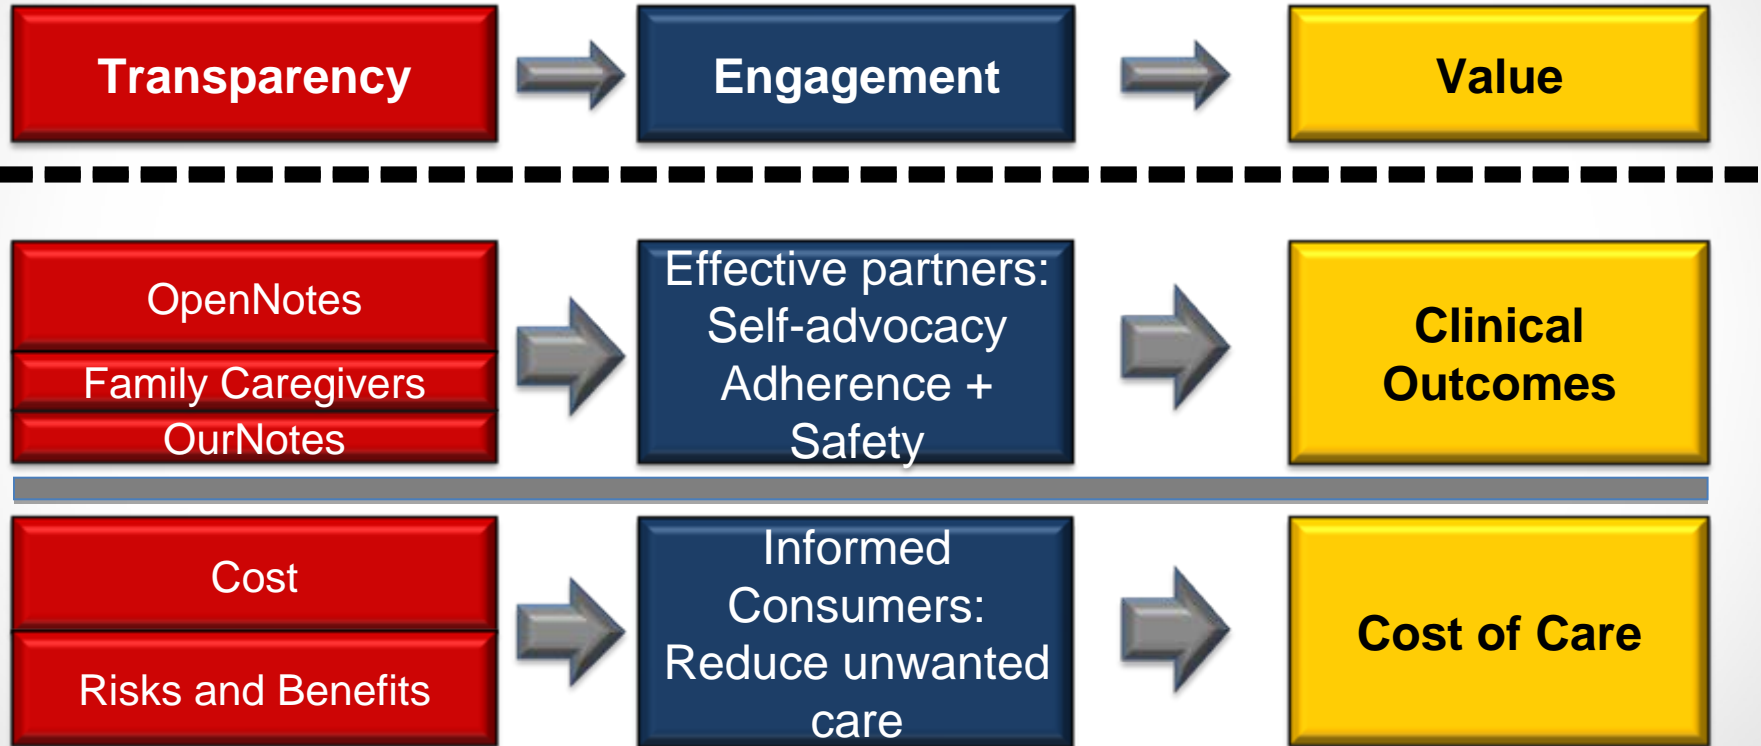 Transparency
Engagement
Value
OpenNotes
Family Caregivers
OurNotes
Effective partners:
Self-advocacy
Adherence +
Safety
Clinical
Outcomes
Cost
Risks and Benefits
Informed
Consumers:
Reduce unwanted
care
Cost of Care